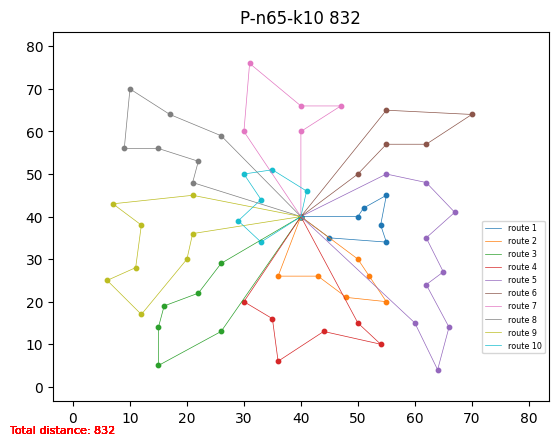 P-n65-k10 832
80
70
60
50
40
30
20
10
0
route 1
route 2
route 3
route 4
route 5
route 6
route 7
route 8
route 9
route 10
0 10 20 30 40 50 60 70 80
Total distance: 832